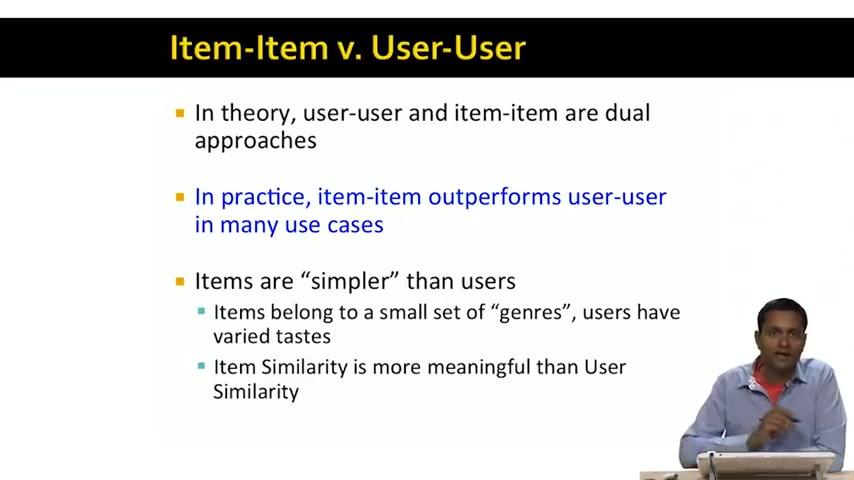 Item-Item v. User-User
In theory, user-user and item-item are dual
approaches
In practice, item-item outperforms user-user
in many use cases
Items are “simpler” than users
Items belong to a small set of “genres”, users have
varied tastes
Item Similarity is more meaningful than User
Similarity